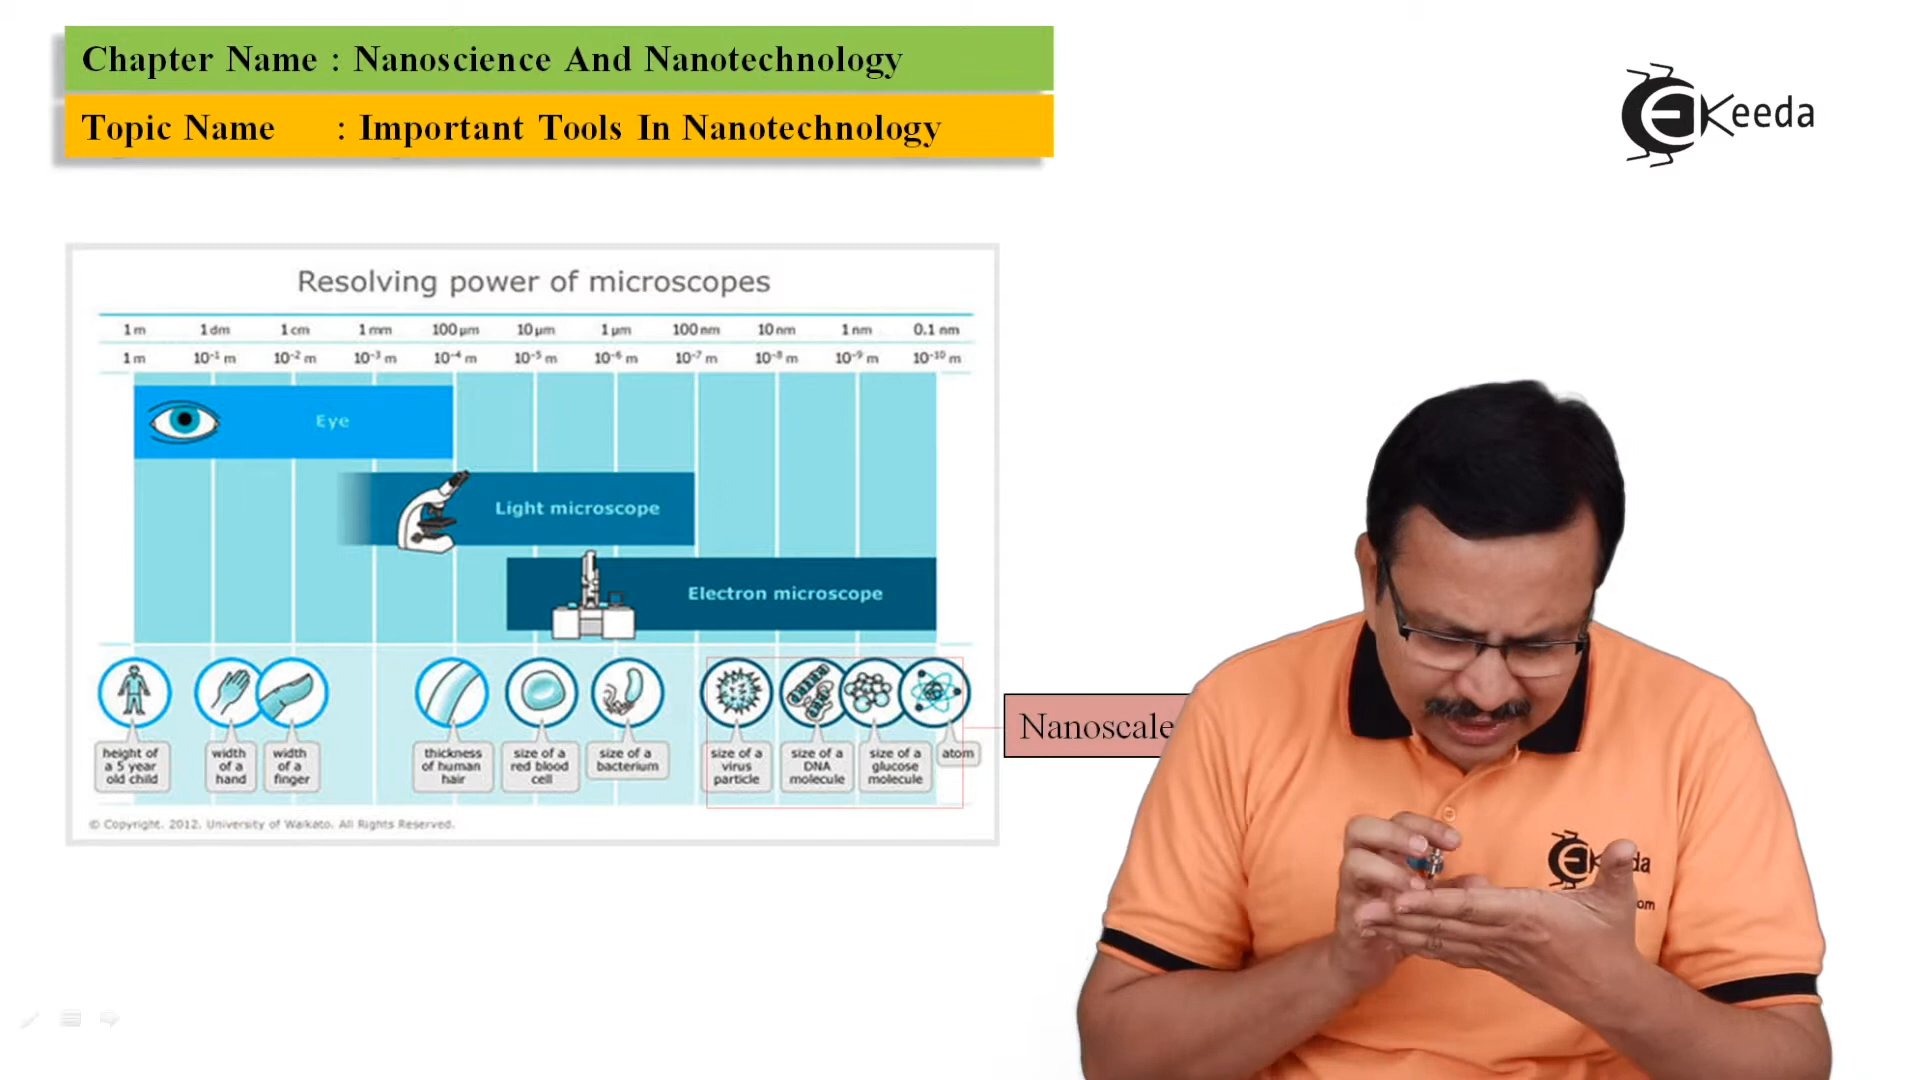 Chapter Name : Nanoscience And Nanotechnology
Topic Name : Important Tools In Nanotechnology
EKeeda
Resolving power of microscopes
1 m 1 dm 1 cm 1 mm 100 µm 10 µm 1 µm 100 nm 10 nm 1 nm 0.1 nm
1 m 10⁻¹ m 10⁻² m 10⁻³ m 10⁻⁴ m 10⁻⁵ m 10⁻⁶ m 10⁻⁷ m 10⁻⁸ m 10⁻⁹ m 10⁻¹⁰ m
Eye
Light microscope
Electron microscope
height of
a 5 year
old child
width
of a
hand
width
of a
finger
thickness
of human
hair
size of a
red blood
cell
size of a
bacterium
size of a
virus
particle
size of a
DNA
molecule
size of a
glucose
molecule
atom
Nanoscale
© Copyright. 2012. University of Waikato. All Rights Reserved.